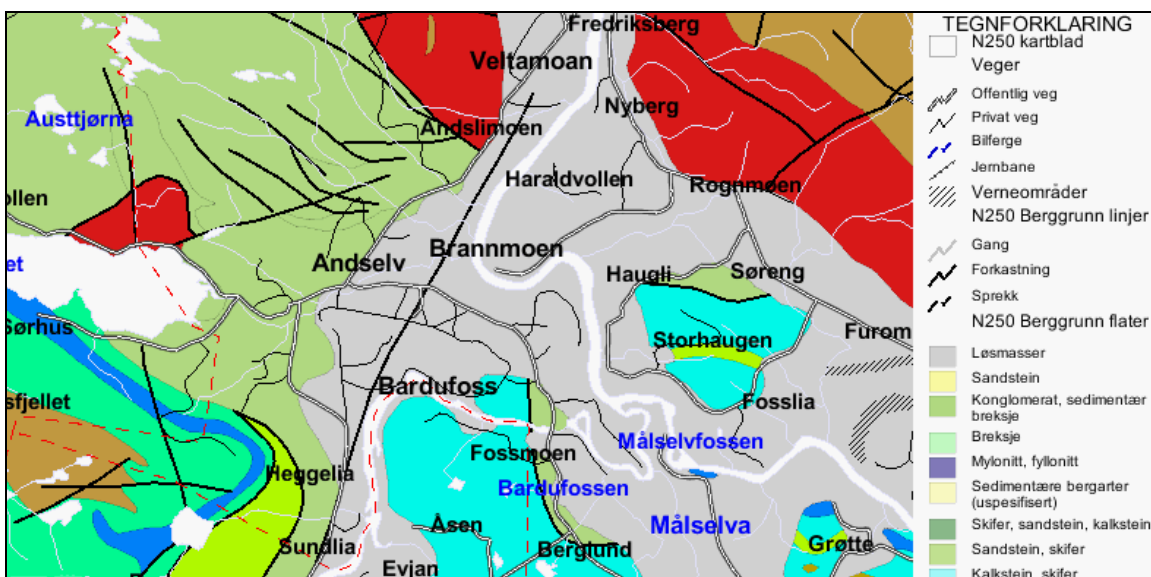 Fredriksberg
Veltamoan
Nyberg
Austtjørna
Andslimoen
Haraldvollen
Rognmoen
ollen
Brannmoen
Andselv
et
Haugli
Søreng
Sørhus
Furom
Storhaugen
Bardufoss
sfjellet
Fosslia
Målselvfossen
Fossmoen
Heggelia
Bardufossen
Åsen
Målselva
Sundlia
Berglund
Grøtte
Evjan
TEGNFORKLARING
N250 kartblad
Veger
Offentlig veg
Privat veg
Bilferge
Jernbane
Verneområder
N250 Berggrunn linjer
Gang
Forkastning
Sprekk
N250 Berggrunn flater
Løsmasser
Sandstein
Konglomerat, sedimentær
breksje
Breksje
Mylonitt, fyllonitt
Sedimentære bergarter
(uspesifisert)
Skifer, sandstein, kalkstein
Sandstein, skifer
Kalkstein, skifer